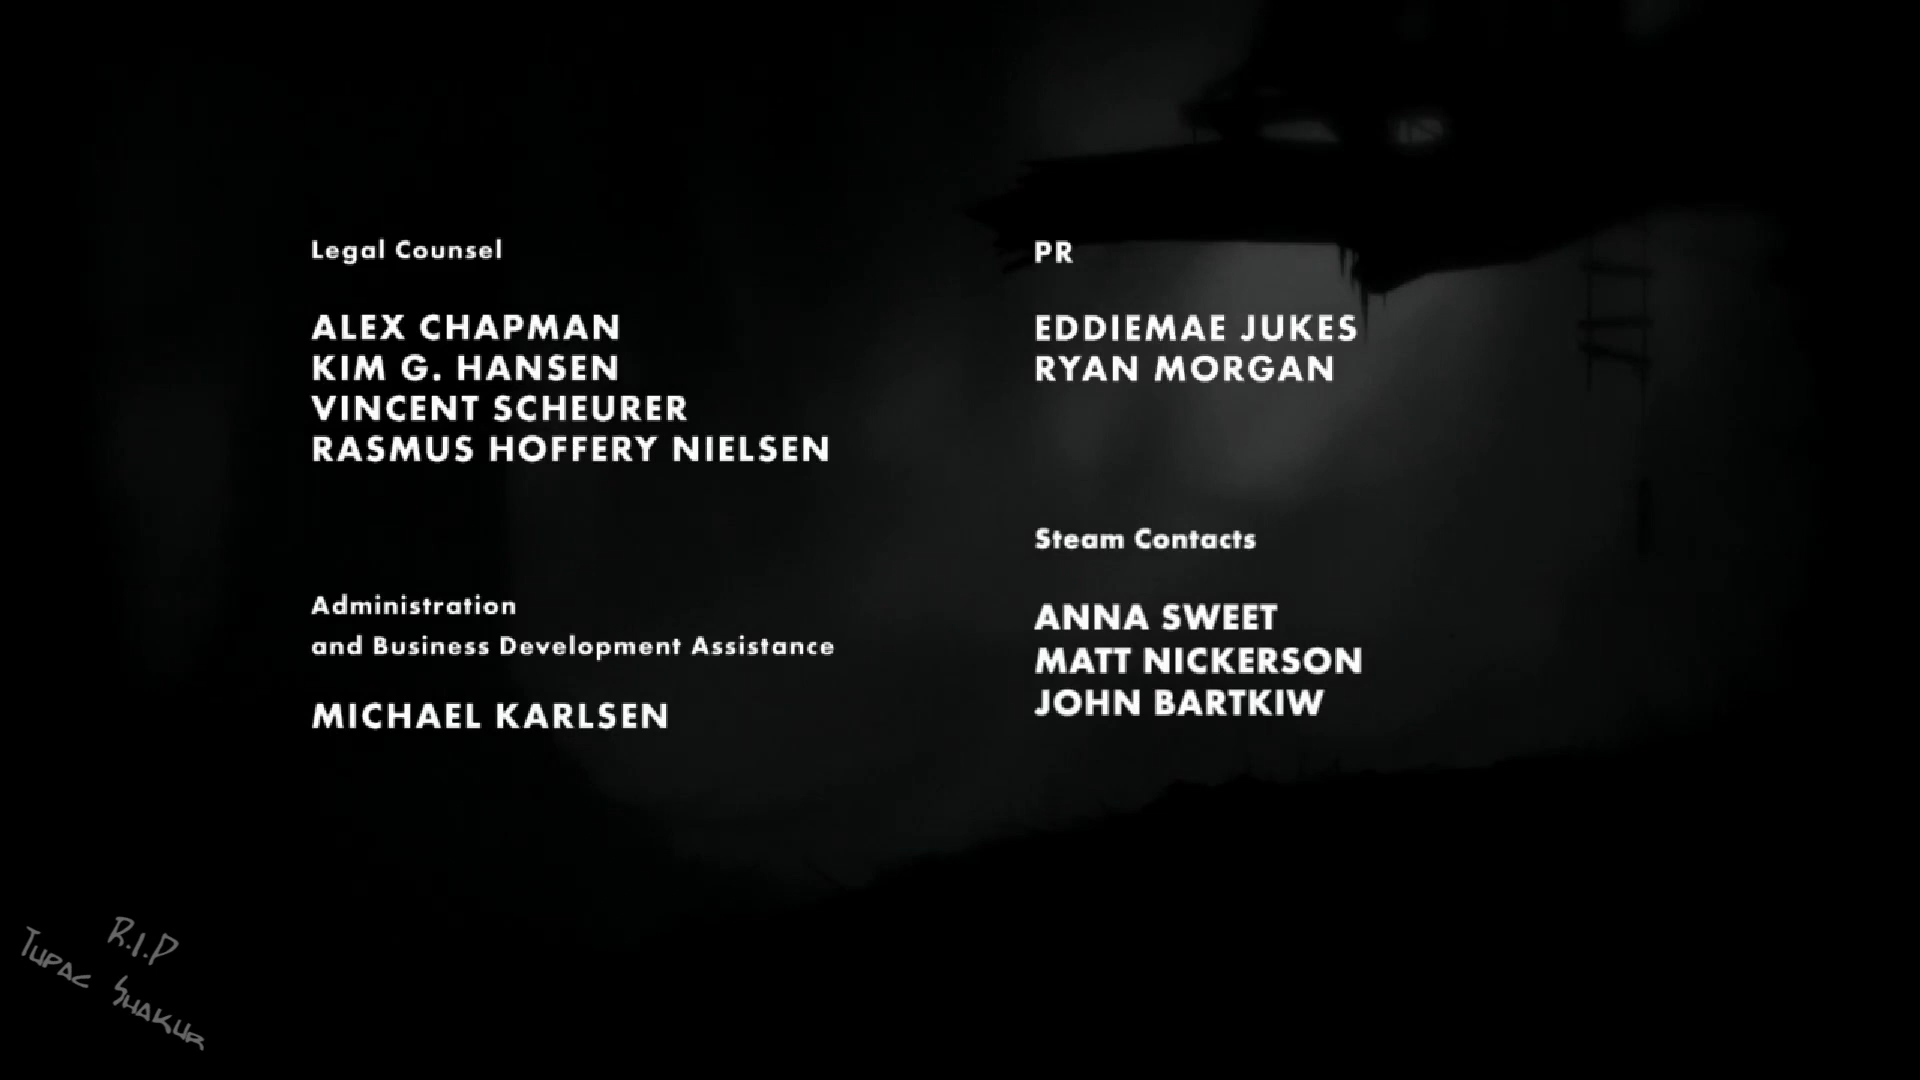 Legal Counsel
ALEX CHAPMAN
KIM G. HANSEN
VINCENT SCHEURER
RASMUS HOFFERY NIELSEN
Administration
and Business Development Assistance
MICHAEL KARLSEN
PR
EDDIEMAE JUKES
RYAN MORGAN
Steam Contacts
ANNA SWEET
MATT NICKERSON
JOHN BARTKIW
R.I.P
TUPAC SHAKUR